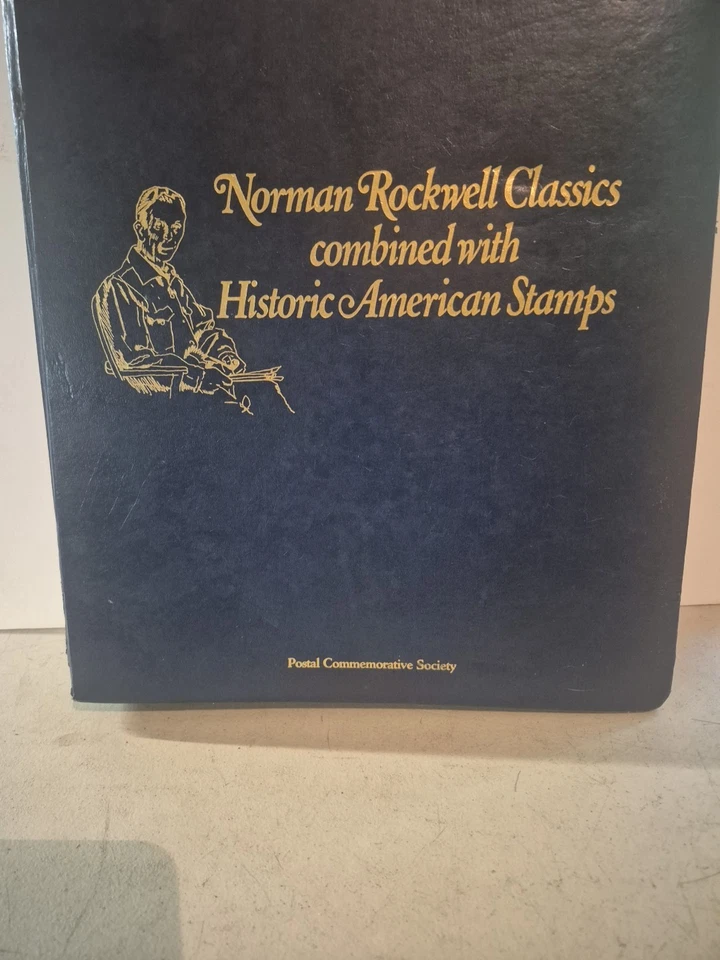 Norman Rockwell Classics
combined with
Historic American Stamps
Postal Commemorative Society